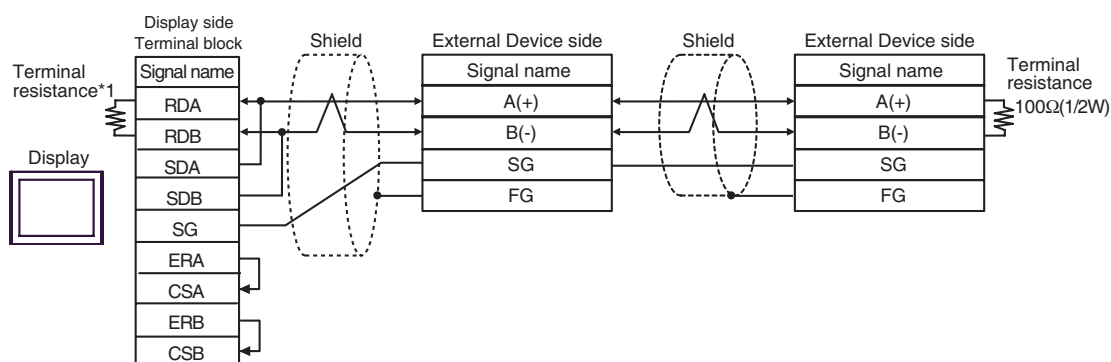 Display side
Terminal block
Shield
External Device side
Shield
External Device side
Terminal
resistance*1
Signal name
RDA
RDB
SDA
SDB
SG
ERA
CSA
ERB
CSB
Display
Signal name
A(+)
B(-)
SG
FG
Signal name
A(+)
B(-)
SG
FG
Terminal
resistance
100Ω(1/2W)